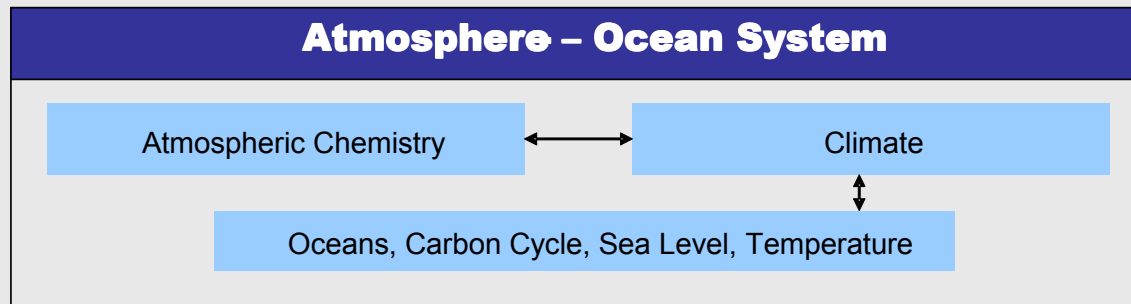 Atmosphere – Ocean System
Atmospheric Chemistry
Climate
Oceans, Carbon Cycle, Sea Level, Temperature